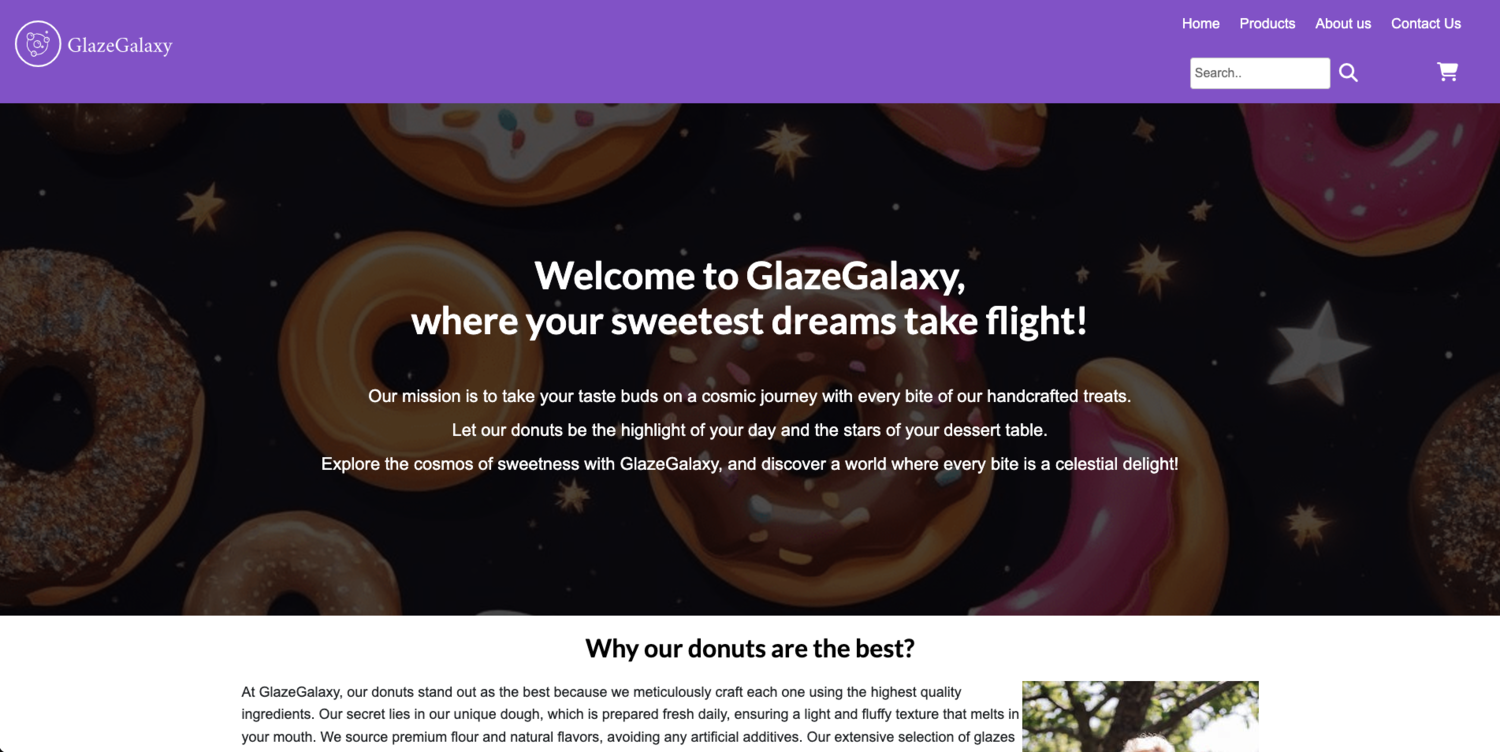 GlazeGalaxy
Home Products About us Contact Us
Search..
Welcome to GlazeGalaxy,
where your sweetest dreams take flight!
Our mission is to take your taste buds on a cosmic journey with every bite of our handcrafted treats.
Let our donuts be the highlight of your day and the stars of your dessert table.
Explore the cosmos of sweetness with GlazeGalaxy, and discover a world where every bite is a celestial delight!
Why our donuts are the best?
At GlazeGalaxy, our donuts stand out as the best because we meticulously craft each one using the highest quality
ingredients. Our secret lies in our unique dough, which is prepared fresh daily, ensuring a light and fluffy texture that melts in
your mouth. We source premium flour and natural flavors, avoiding any artificial additives. Our extensive selection of glazes